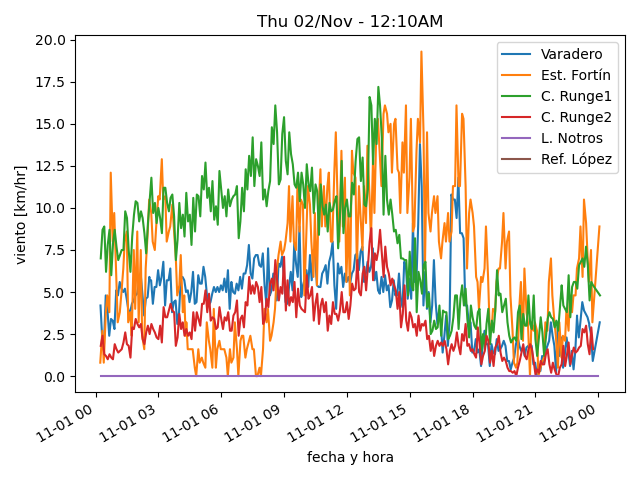 Thu 02/Nov - 12:10AM
20.0
17.5
15.0
12.5
10.0
7.5
5.0
2.5
0.0
viento [km/hr]
Varadero
Est. Fortín
C. Runge1
C. Runge2
L. Notros
Ref. López
11-01 00
11-01 03
11-01 06
11-01 09
11-01 12
11-01 15
11-01 18
11-01 21
11-02 00
fecha y hora